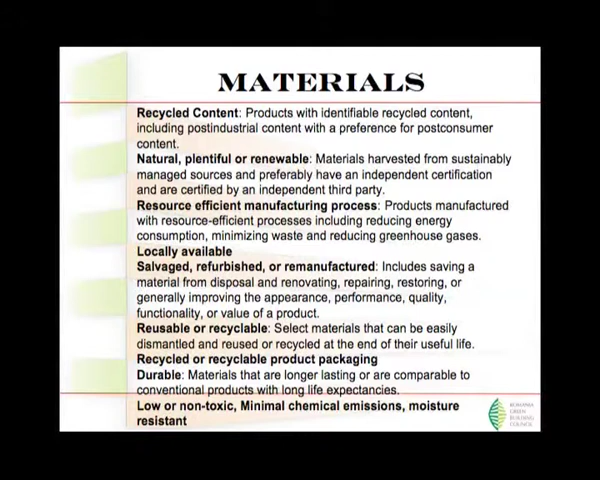 MATERIALS
Recycled Content: Products with identifiable recycled content,
including postindustrial content with a preference for postconsumer
content.
Natural, plentiful or renewable: Materials harvested from sustainably
managed sources and preferably have an independent certification
and are certified by an independent third party.
Resource efficient manufacturing process: Products manufactured
with resource-efficient processes including reducing energy
consumption, minimizing waste and reducing greenhouse gases.
Locally available
Salvaged, refurbished, or remanufactured: Includes saving a
material from disposal and renovating, repairing, restoring, or
generally improving the appearance, performance, quality,
functionality, or value of a product.
Reusable or recyclable: Select materials that can be easily
dismantled and reused or recycled at the end of their useful life.
Recycled or recyclable product packaging
Durable: Materials that are longer lasting or are comparable to
conventional products with long life expectancies.
Low or non-toxic, Minimal chemical emissions, moisture
resistant
ROMANIA
GREEN
BUILDING
COUNCIL